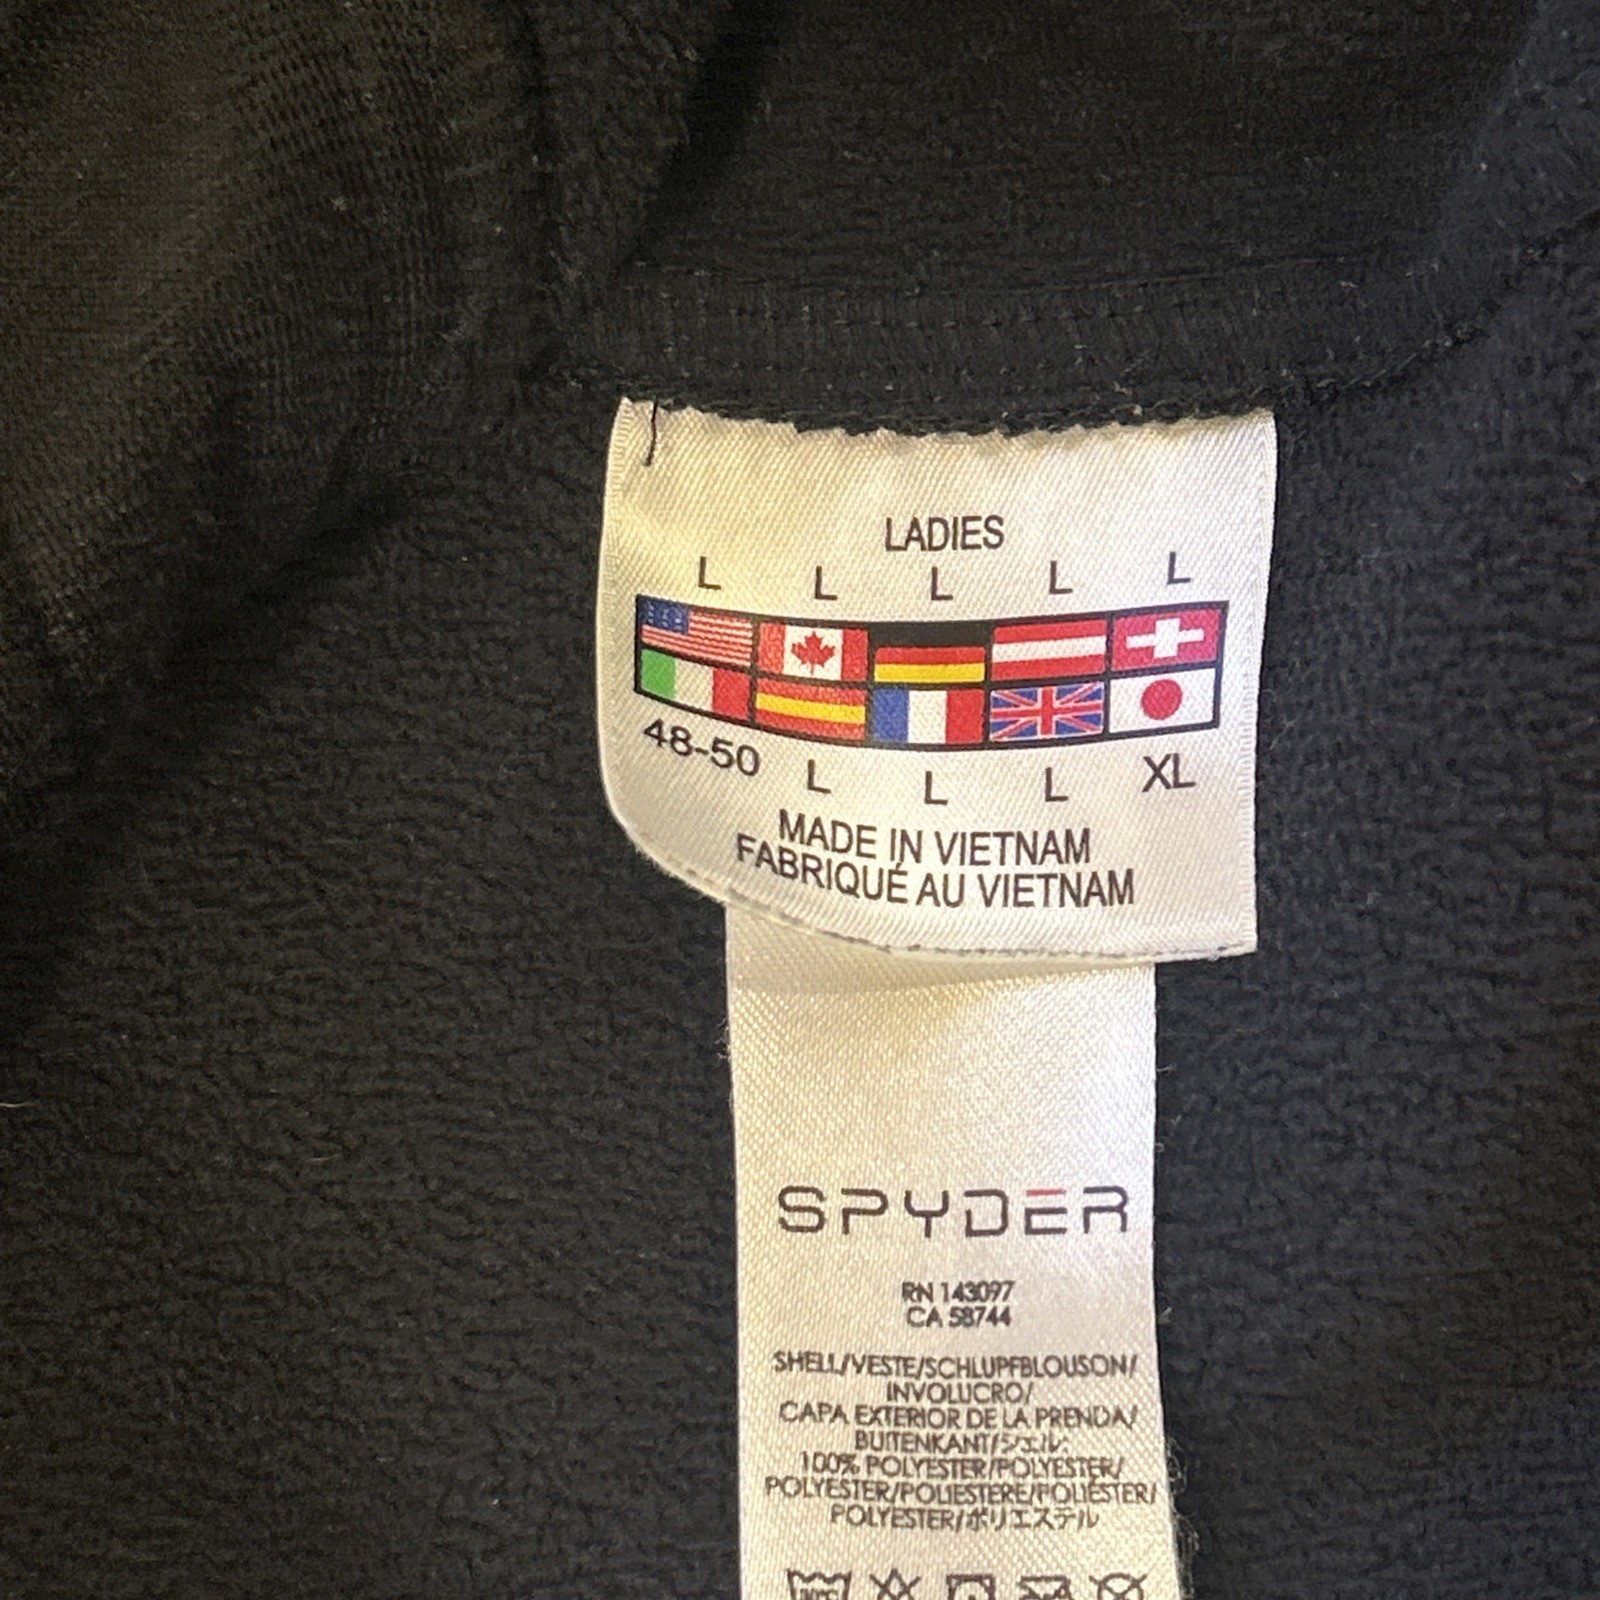 LADIES
L L L L L
48-50 L L L XL
MADE IN VIETNAM
FABRIQUÉ AU VIETNAM
SPYDER
RN 143097
CA 58744
SHELL/VESTE/SCHLUPFBLOUSON/
INVOLUCRO/
CAPA EXTERIOR DE LA PRENDA/
BUITENKANT/シェル:
100% POLYESTER/POLYESTER/
POLYESTER/POLIESTERE/POLIÉSTER/
POLYESTER/ポリエステル